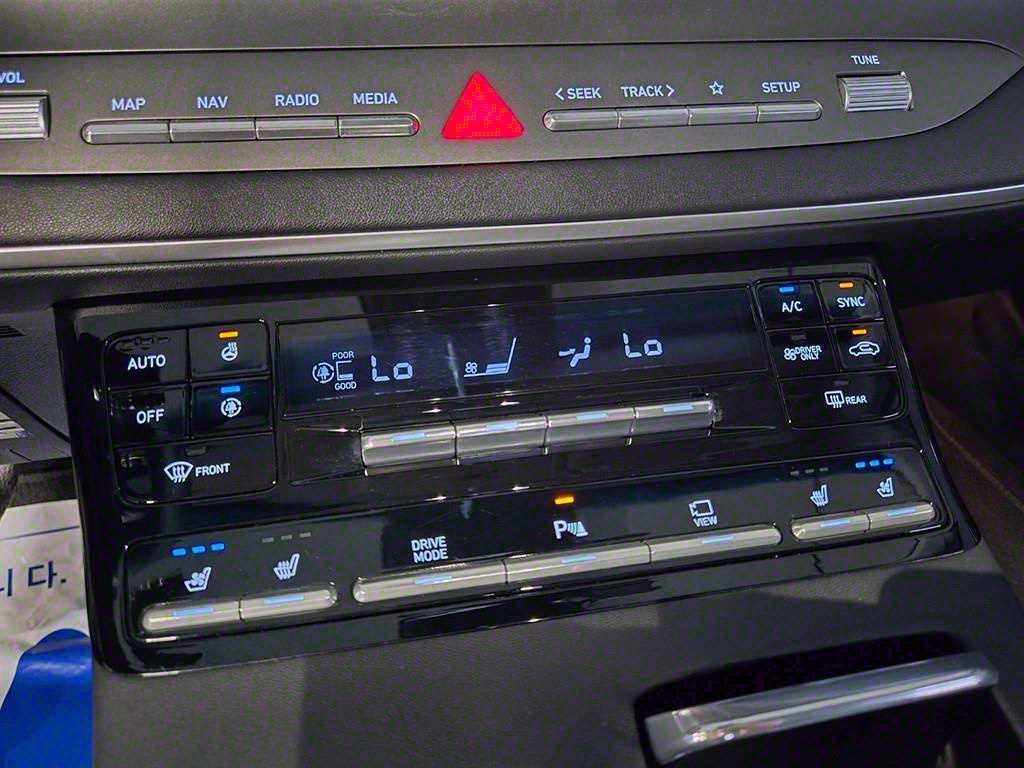 VOL
MAP NAV RADIO MEDIA
< SEEK TRACK > SETUP
TUNE
AUTO
OFF
FRONT
POOR
GOOD
Lo
Lo
A/C SYNC
DRIVER
ONLY
REAR
DRIVE
MODE
P
VIEW
니 다.